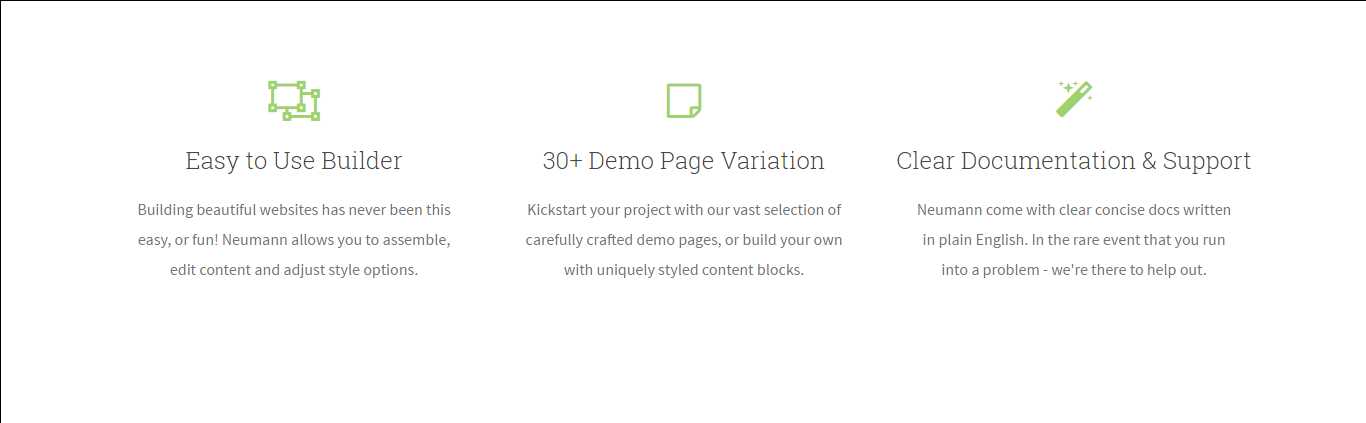 Easy to Use Builder
Building beautiful websites has never been this
easy, or fun! Neumann allows you to assemble,
edit content and adjust style options.
30+ Demo Page Variation
Kickstart your project with our vast selection of
carefully crafted demo pages, or build your own
with uniquely styled content blocks.
Clear Documentation & Support
Neumann come with clear concise docs written
in plain English. In the rare event that you run
into a problem - we're there to help out.